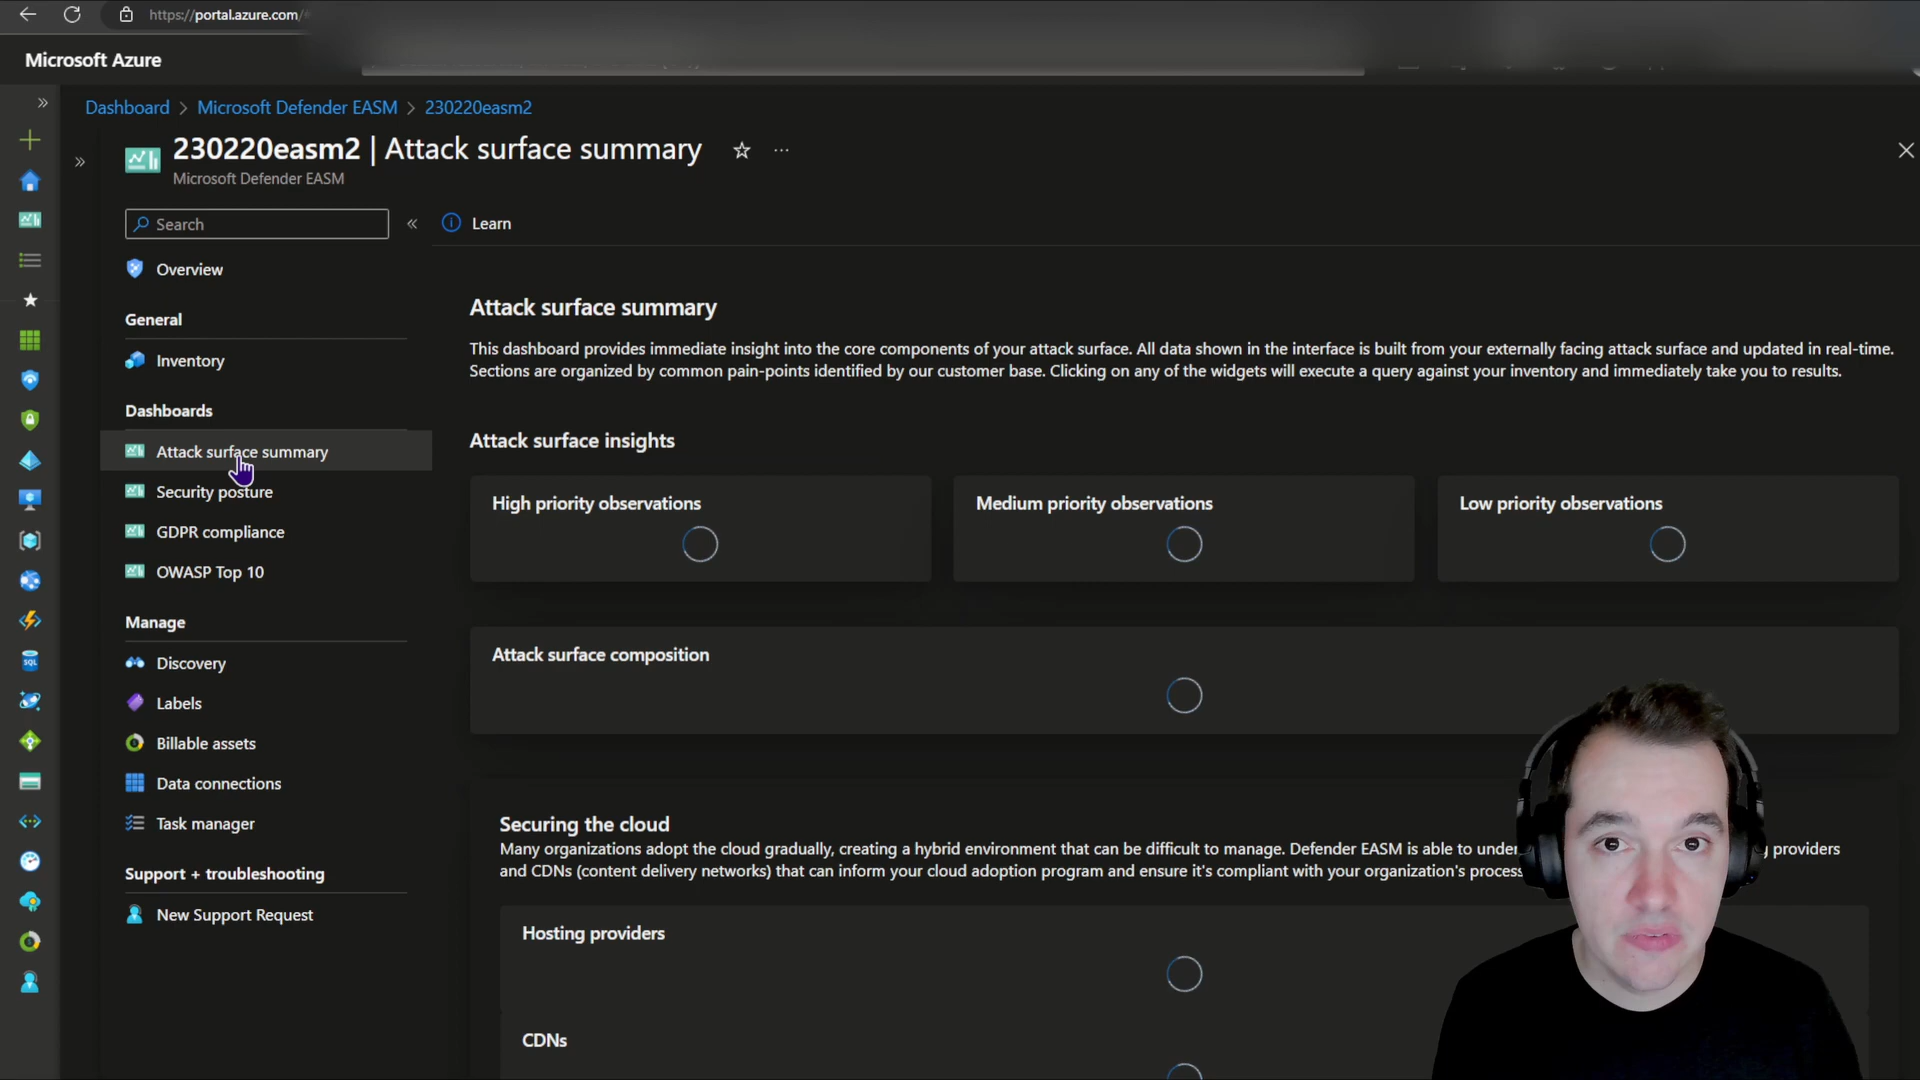 https://portal.azure.com/
Microsoft Azure
Dashboard > Microsoft Defender EASM > 230220easm2
230220easm2 | Attack surface summary
Microsoft Defender EASM
Search
Learn
Overview
General
Inventory
Dashboards
Attack surface summary
Security posture
GDPR compliance
OWASP Top 10
Manage
Discovery
Labels
Billable assets
Data connections
Task manager
Support + troubleshooting
New Support Request
Attack surface summary
This dashboard provides immediate insight into the core components of your attack surface. All data shown in the interface is built from your externally facing attack surface and updated in real-time.
Sections are organized by common pain-points identified by our customer base. Clicking on any of the widgets will execute a query against your inventory and immediately take you to results.
Attack surface insights
High priority observations
Medium priority observations
Low priority observations
Attack surface composition
Securing the cloud
Many organizations adopt the cloud gradually, creating a hybrid environment that can be difficult to manage. Defender EASM is able to under providers
and CDNs (content delivery networks) that can inform your cloud adoption program and ensure it's compliant with your organization's process
Hosting providers
CDNs
SQL